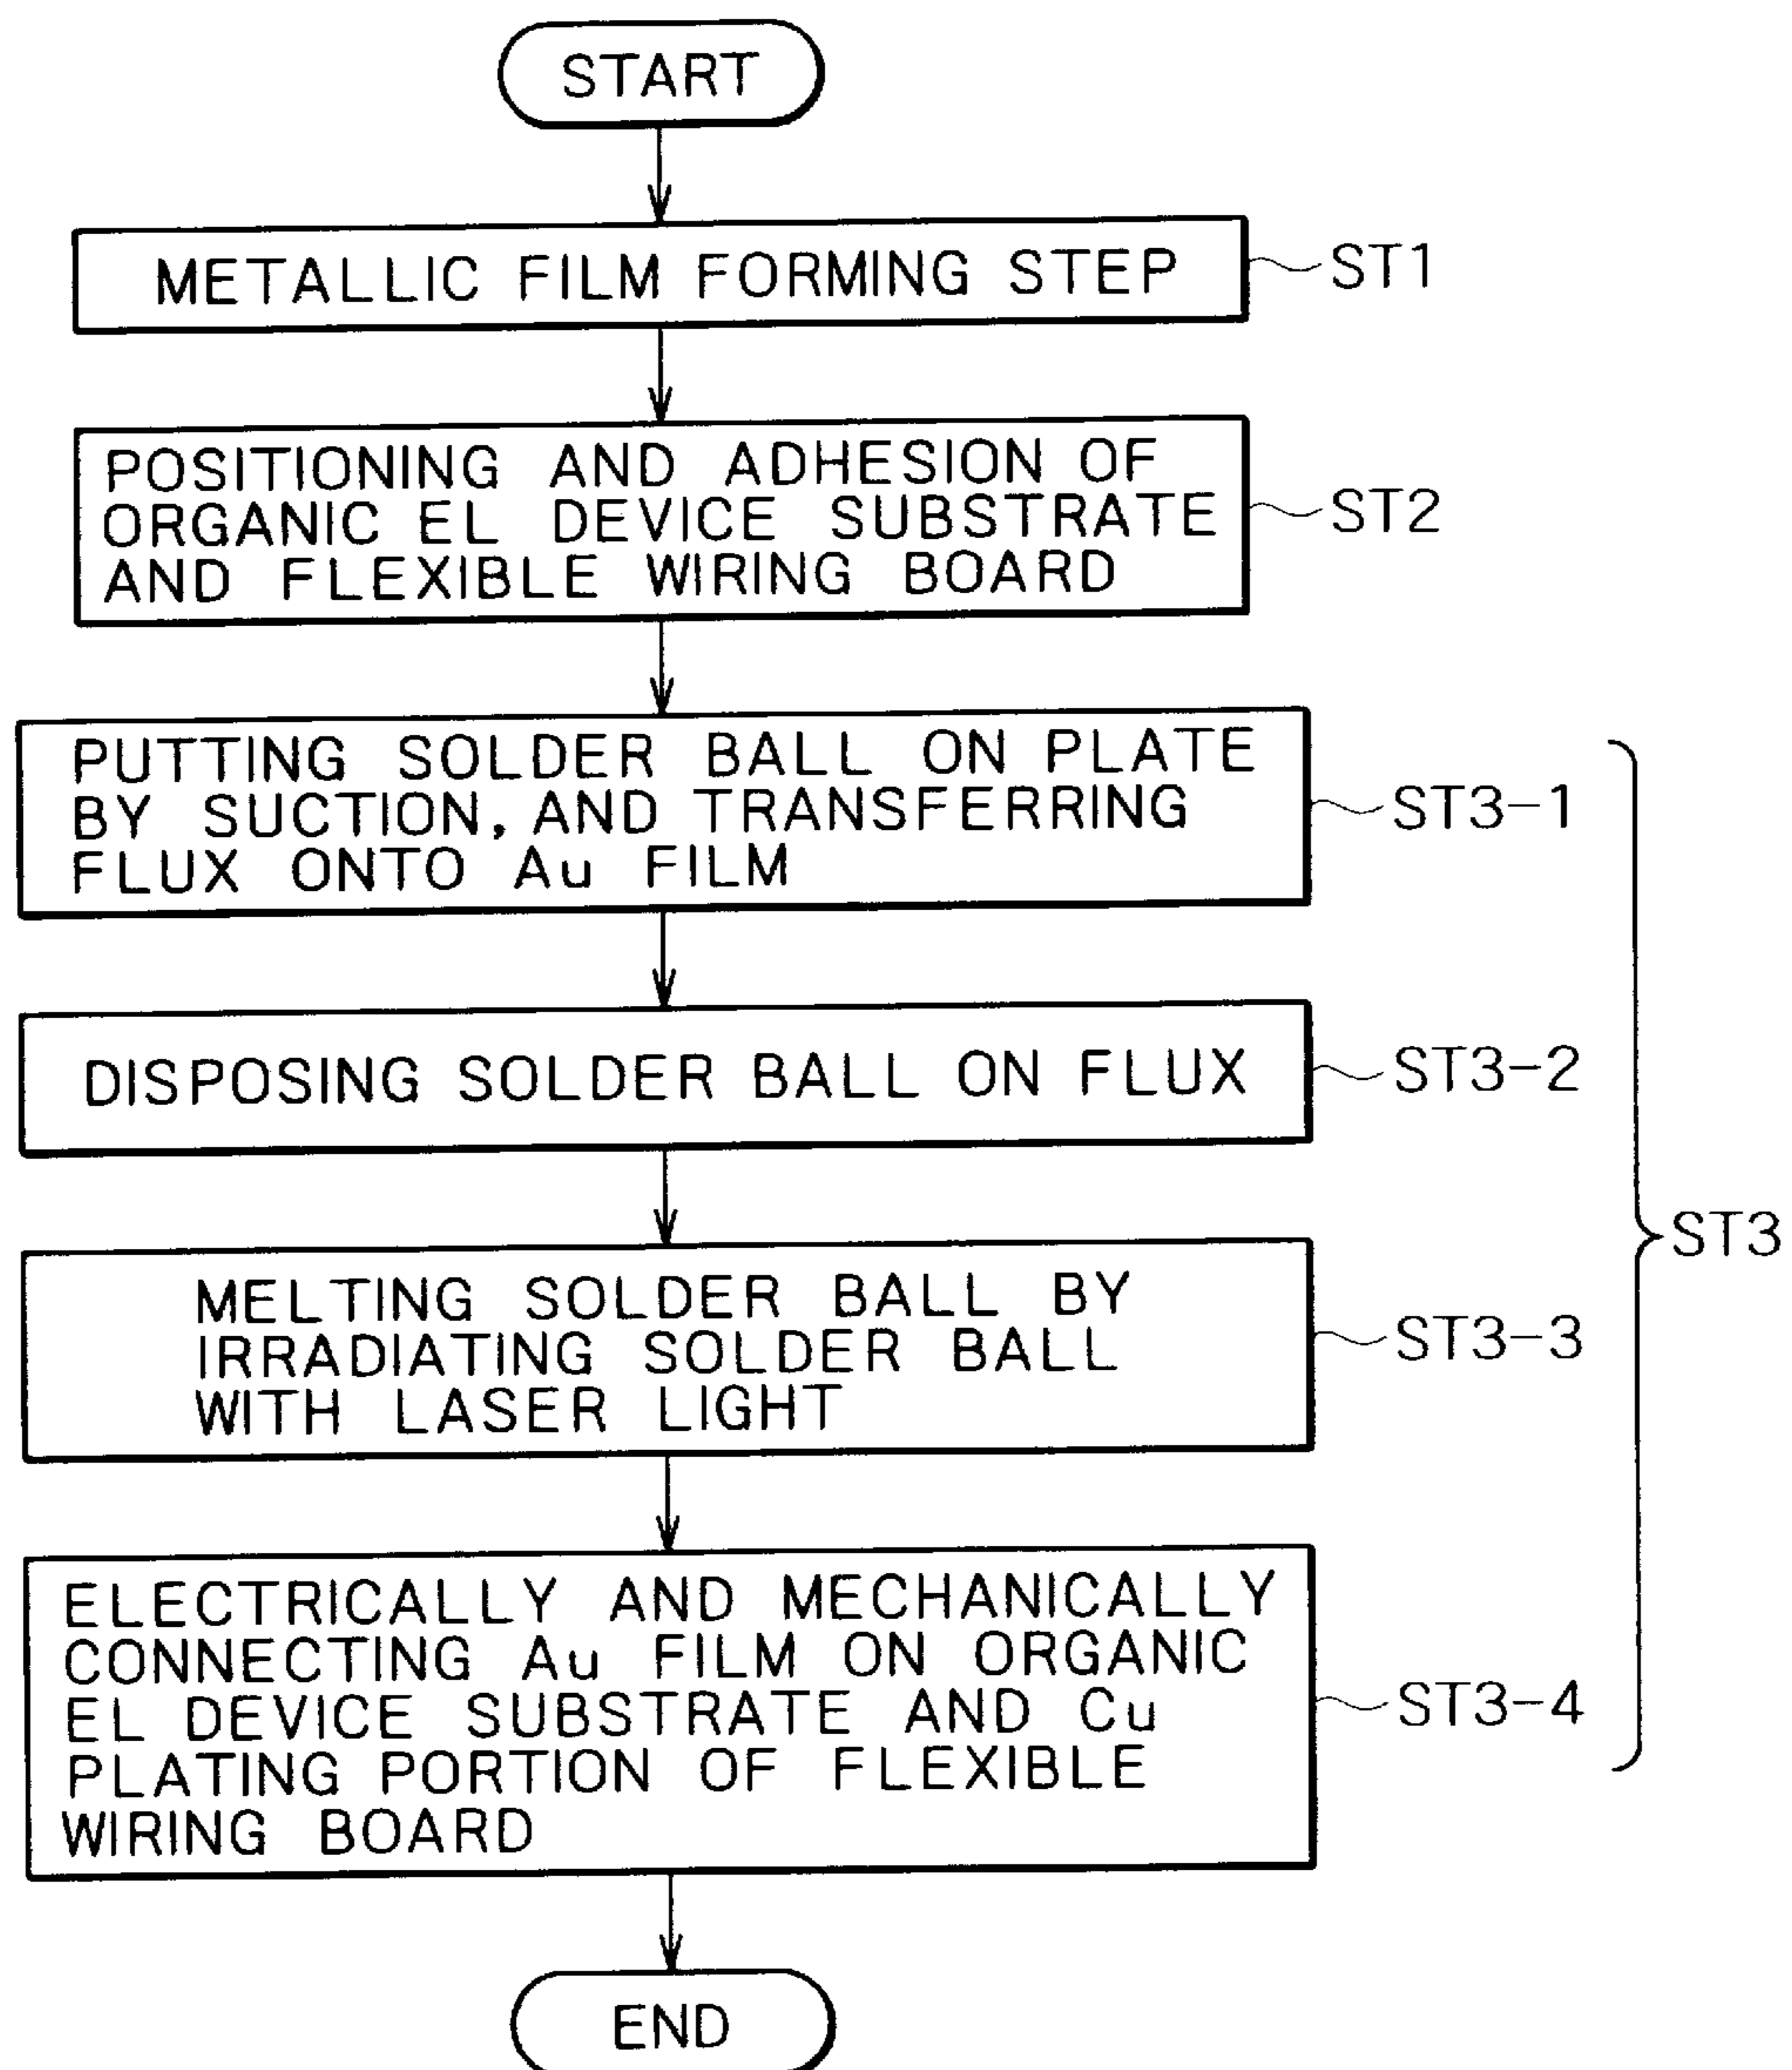 START
METALLIC FILM FORMING STEP
ST1
POSITIONING AND ADHESION OF
ORGANIC EL DEVICE SUBSTRATE
AND FLEXIBLE WIRING BOARD
ST2
PUTTING SOLDER BALL ON PLATE
BY SUCTION, AND TRANSFERRING
FLUX ONTO Au FILM
ST3-1
DISPOSING SOLDER BALL ON FLUX
ST3-2
MELTING SOLDER BALL BY
IRRADIATING SOLDER BALL
WITH LASER LIGHT
ST3-3
ELECTRICALLY AND MECHANICALLY
CONNECTING Au FILM ON ORGANIC
EL DEVICE SUBSTRATE AND Cu
PLATING PORTION OF FLEXIBLE
WIRING BOARD
ST3-4
ST3
END